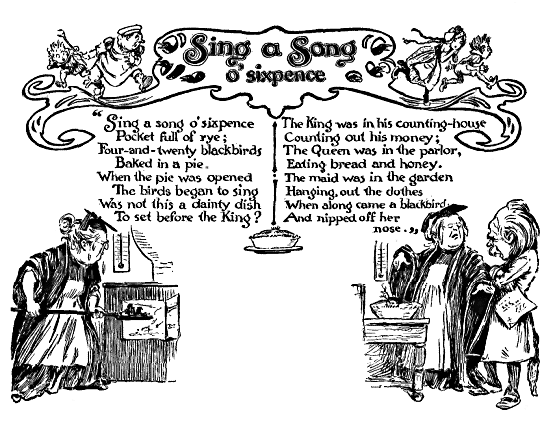 Sing a Song
o' sixpence
"Sing a song o' sixpence
Pocket full of rye;
Four-and-twenty blackbirds
Baked in a pie.
When the pie was opened
The birds began to sing
Was not this a dainty dish
To set before the King?
The King was in his counting-house
Counting out his money;
The Queen was in the parlor,
Eating bread and honey.
The maid was in the garden
Hanging out the clothes
When along came a blackbird
And nipped off her
nose."